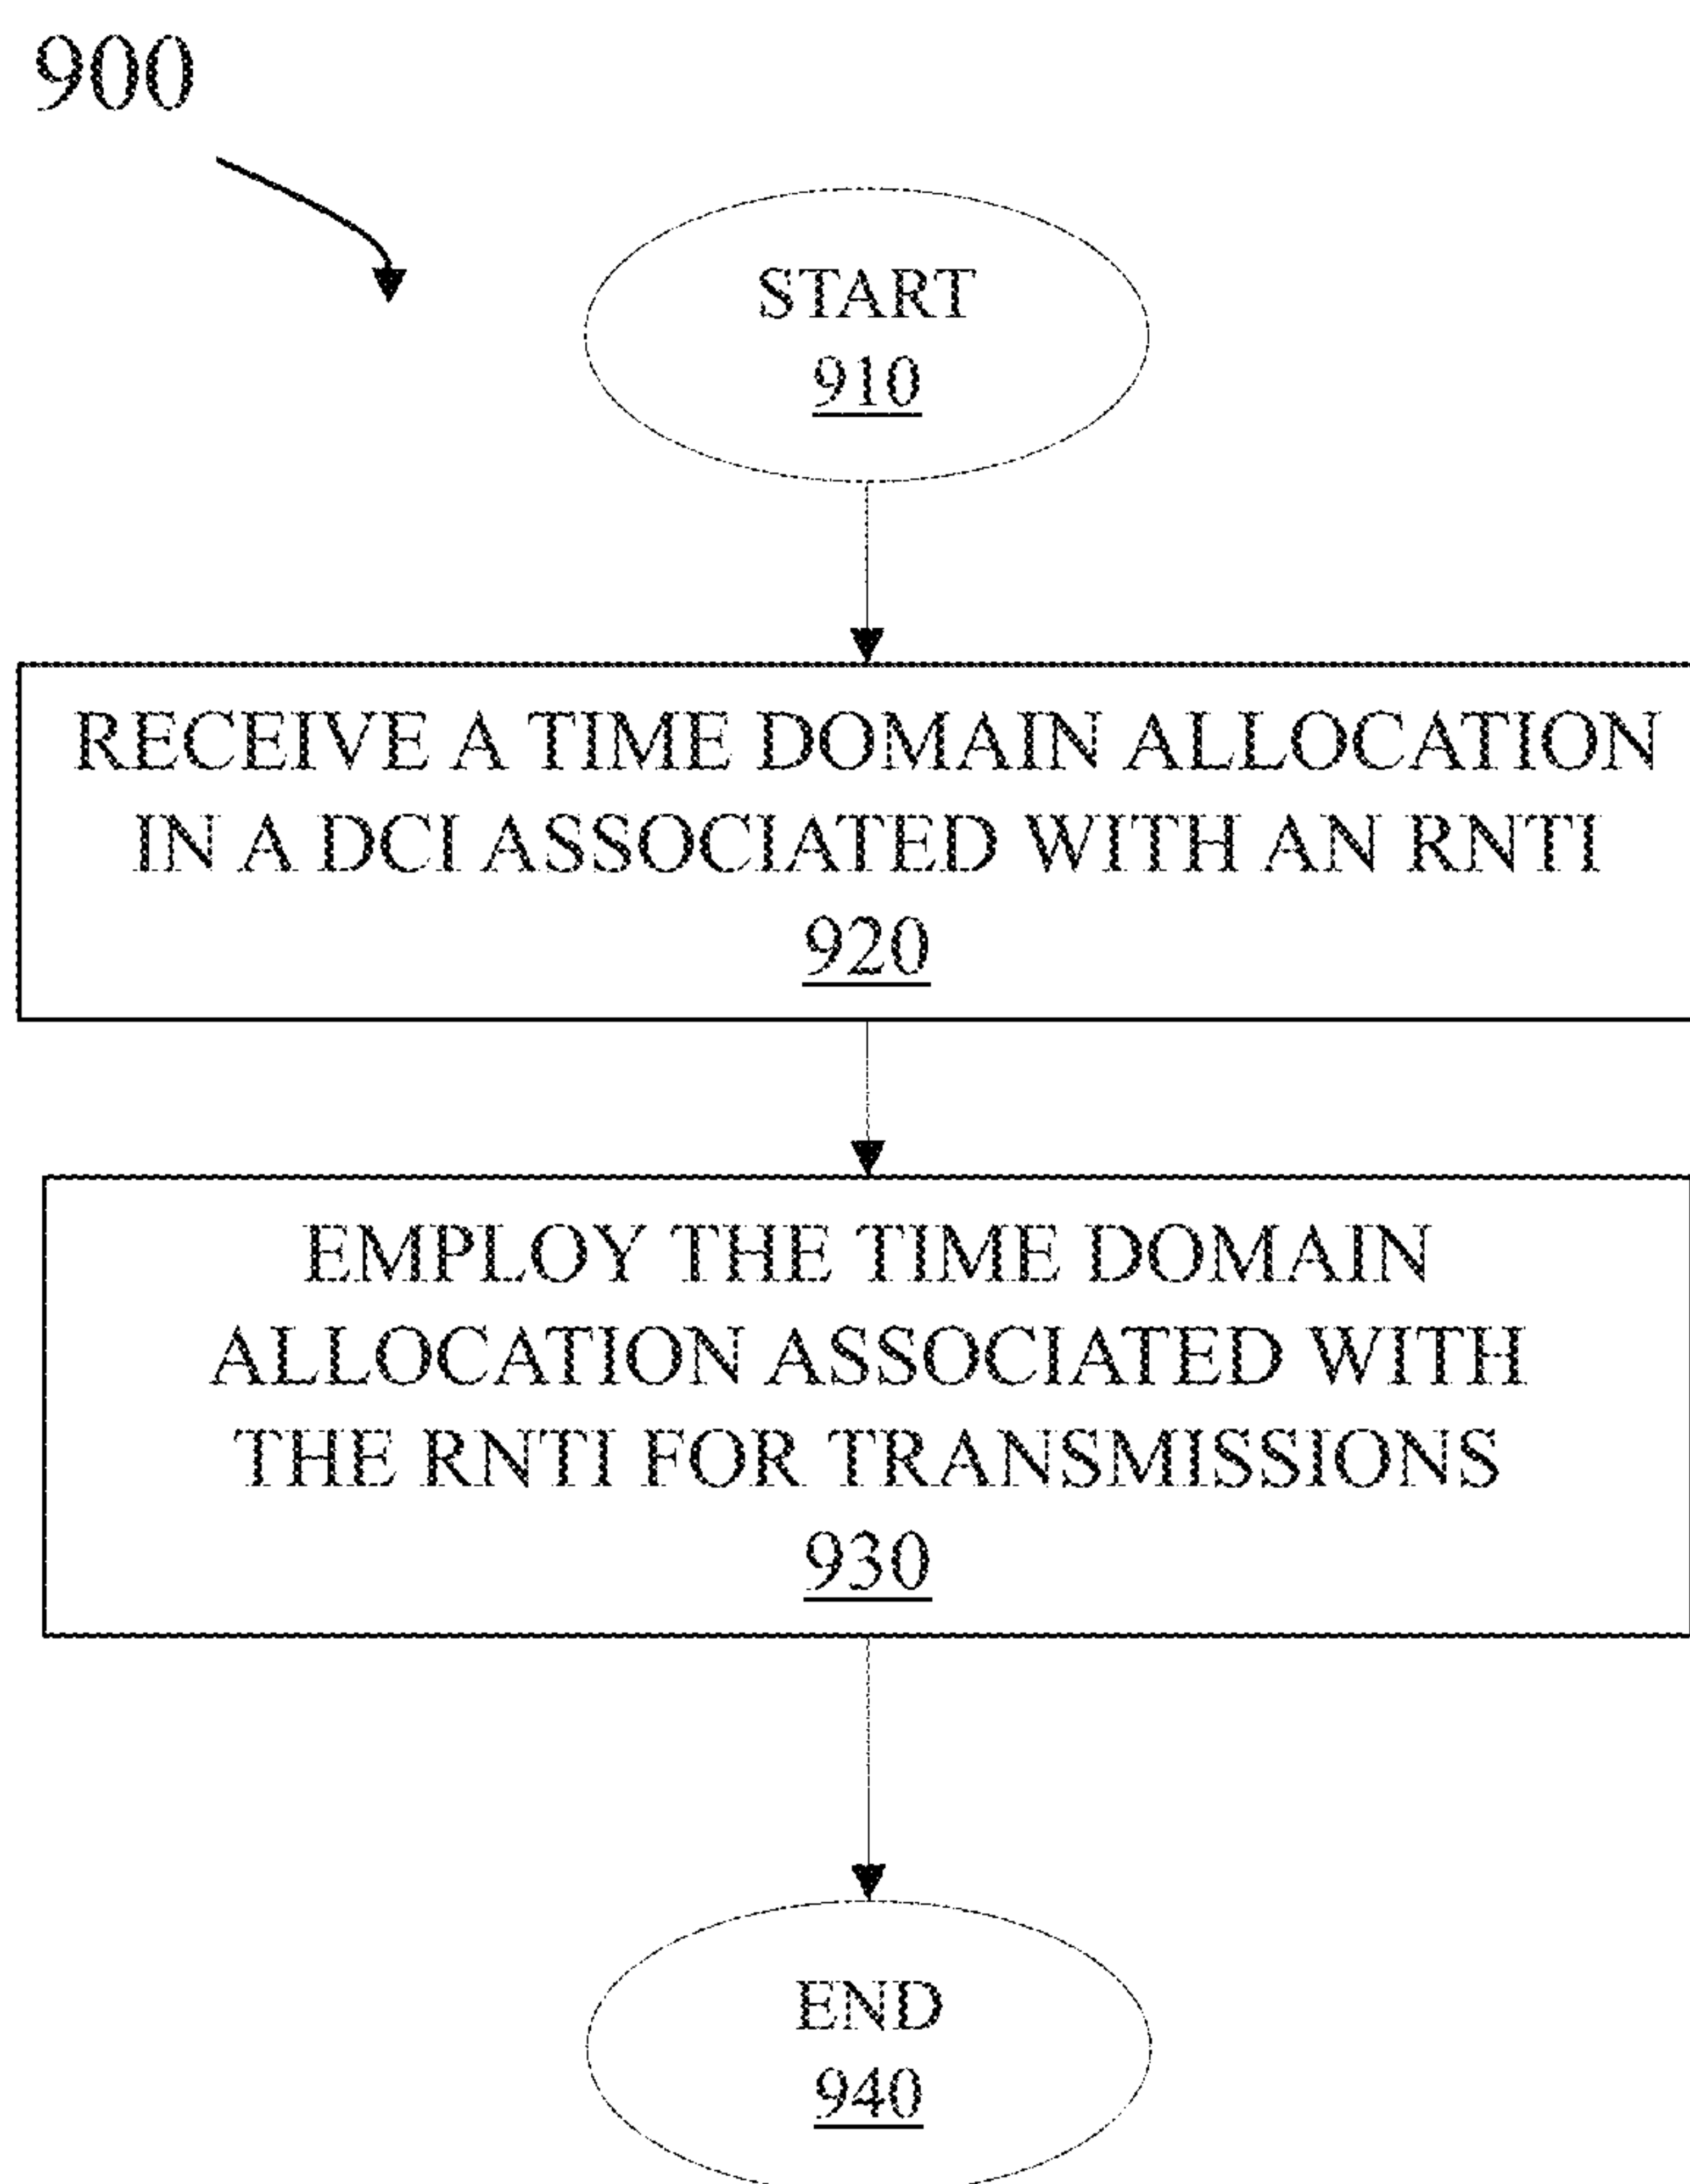 900
START
910
RECEIVE A TIME DOMAIN ALLOCATION
IN A DCI ASSOCIATED WITH AN RNTI
920
EMPLOY THE TIME DOMAIN
ALLOCATION ASSOCIATED WITH
THE RNTI FOR TRANSMISSIONS
930
END
940